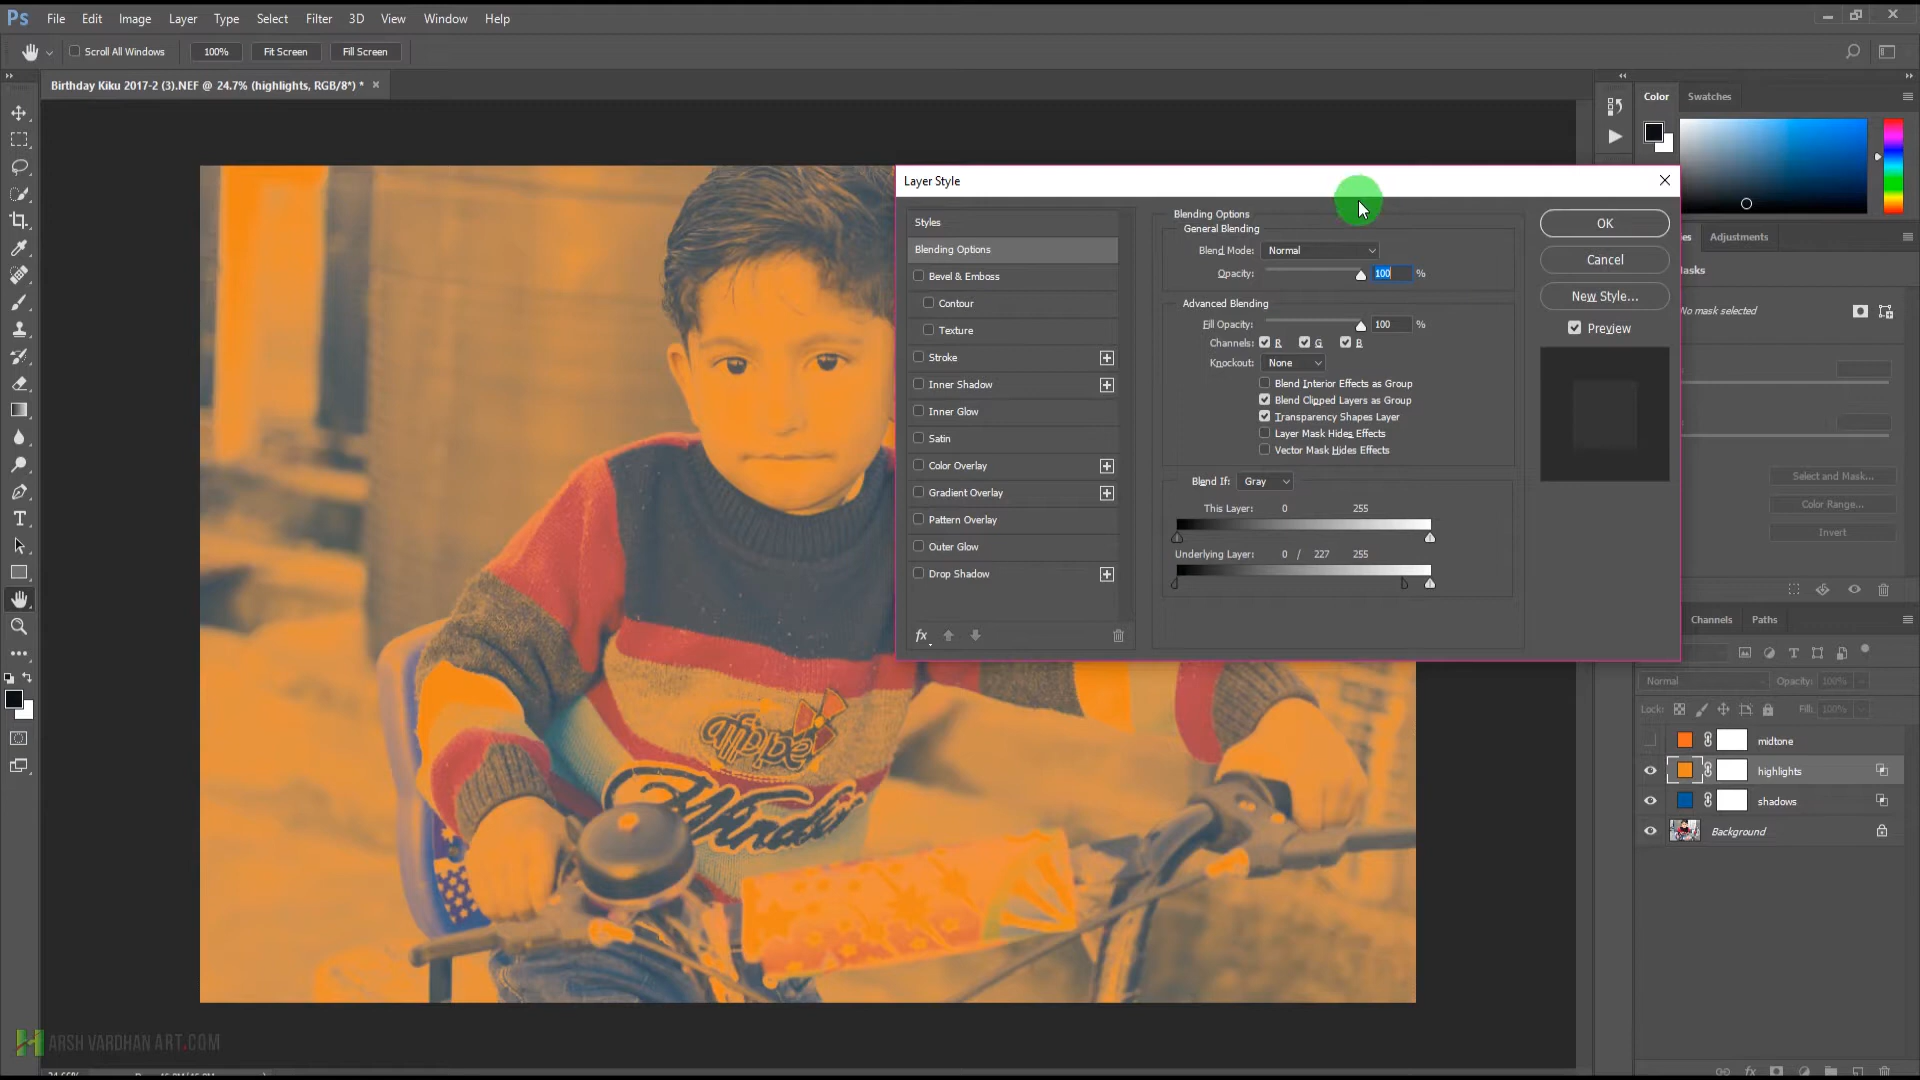 Ps File Edit Image Layer Type Select Filter 3D View Window Help
Scroll All Windows 100% Fit Screen Fill Screen
Birthday Kiku 2017-2 (3).NEF @ 24.7% (highlights, RGB/8*) * ×
Color Swatches
Layer Style
Styles
Blending Options
Bevel & Emboss
Contour
Texture
Stroke
Inner Shadow
Inner Glow
Satin
Color Overlay
Gradient Overlay
Pattern Overlay
Outer Glow
Drop Shadow
fx
Blending Options
General Blending
Blend Mode: Normal
Opacity: 100 %
Advanced Blending
Fill Opacity: 100 %
Channels: R G B
Knockout: None
Blend Interior Effects as Group
Blend Clipped Layers as Group
Transparency Shapes Layer
Layer Mask Hides Effects
Vector Mask Hides Effects
Blend If: Gray
This Layer: 0 255
Underlying Layer: 0 / 227 255
OK
Cancel
New Style...
Preview
ies Adjustments
asks
No mask selected
Select and Mask...
Color Range...
Invert
Channels Paths
Normal Opacity: 100%
Lock: Fill: 100%
midtone
highlights
shadows
Background
Windr
ARSH VARDHAN ART.COM